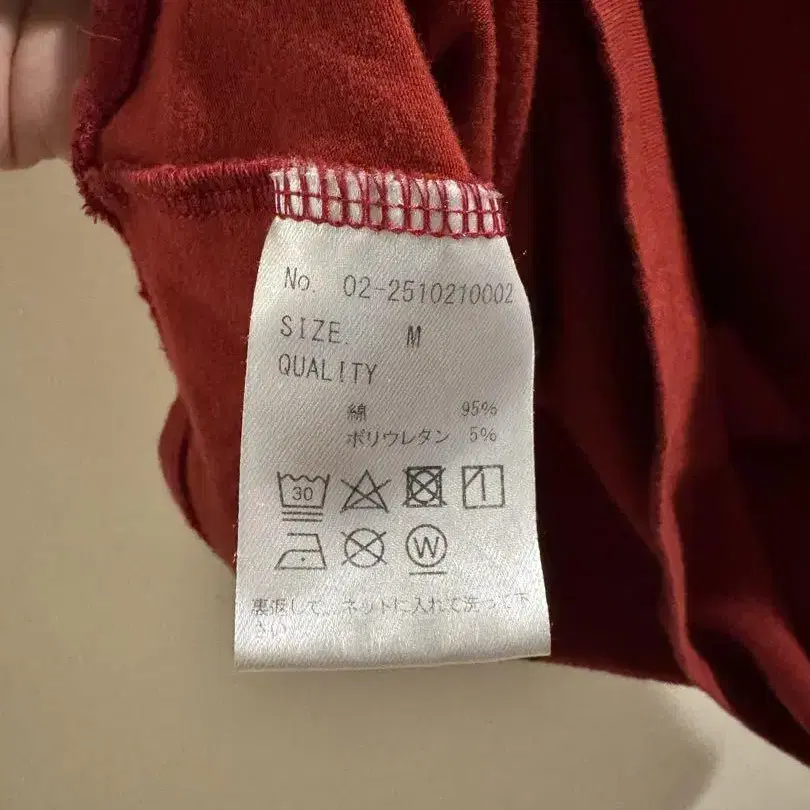 No. 02-2510210002
SIZE. M
QUALITY
綿 95%
ポリウレタン 5%
30
W
裏返して、ネットに入れて洗って下
さい